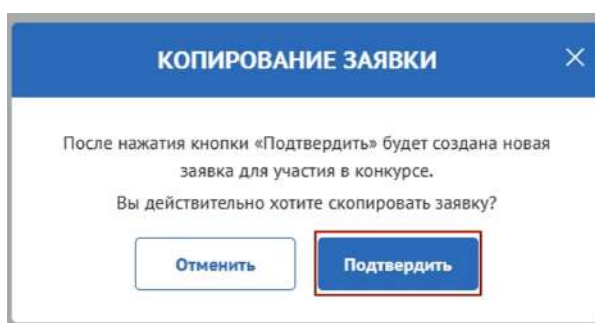 КОПИРОВАНИЕ ЗАЯВКИ
После нажатия кнопки «Подтвердить» будет создана новая
заявка для участия в конкурсе.
Вы действительно хотите скопировать заявку?
Отменить
Подтвердить